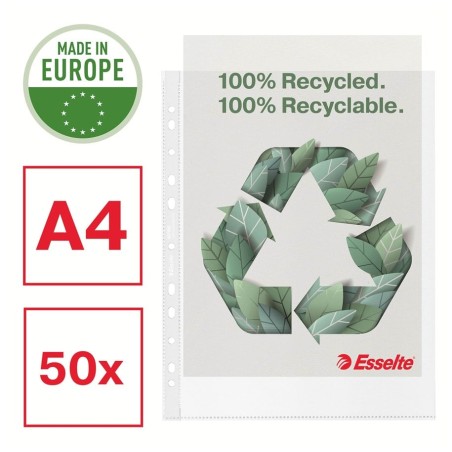 MADE IN
EUROPE
100% Recycled.
100% Recyclable.
A4
50x
Esselte